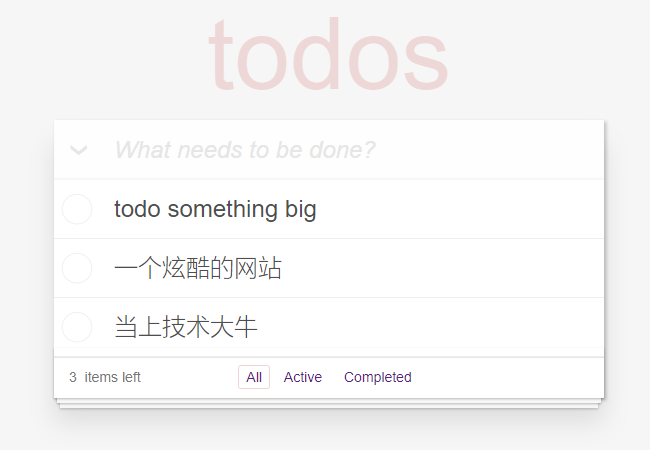 todos
What needs to be done?
todo something big
一个炫酷的网站
当上技术大牛
3 items left All Active Completed